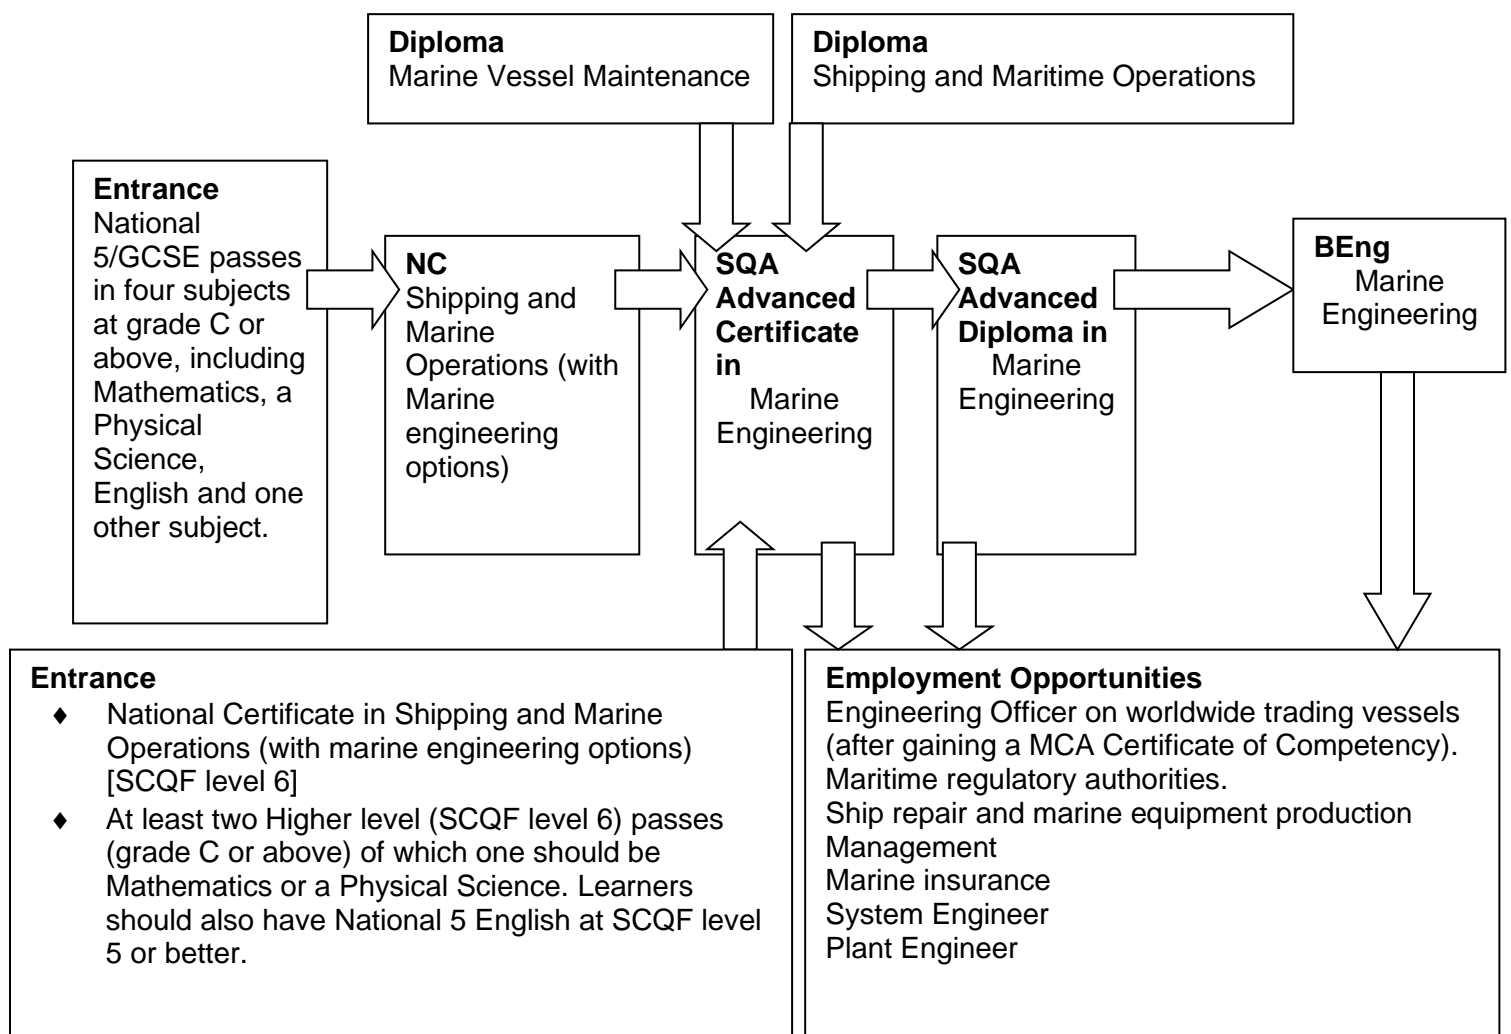 Diploma
Marine Vessel Maintenance
Diploma
Shipping and Maritime Operations
Entrance
National
5/GCSE passes
in four subjects
at grade C or
above, including
Mathematics, a
Physical
Science,
English and one
other subject.
NC
Shipping and
Marine
Operations (with
Marine
engineering
options)
SQA
Advanced
Certificate
in
Marine
Engineering
SQA
Advanced
Diploma in
Marine
Engineering
BEng
Marine
Engineering
Entrance
♦ National Certificate in Shipping and Marine
Operations (with marine engineering options)
[SCQF level 6]
♦ At least two Higher level (SCQF level 6) passes
(grade C or above) of which one should be
Mathematics or a Physical Science. Learners
should also have National 5 English at SCQF level
5 or better.
Employment Opportunities
Engineering Officer on worldwide trading vessels
(after gaining a MCA Certificate of Competency).
Maritime regulatory authorities.
Ship repair and marine equipment production
Management
Marine insurance
System Engineer
Plant Engineer